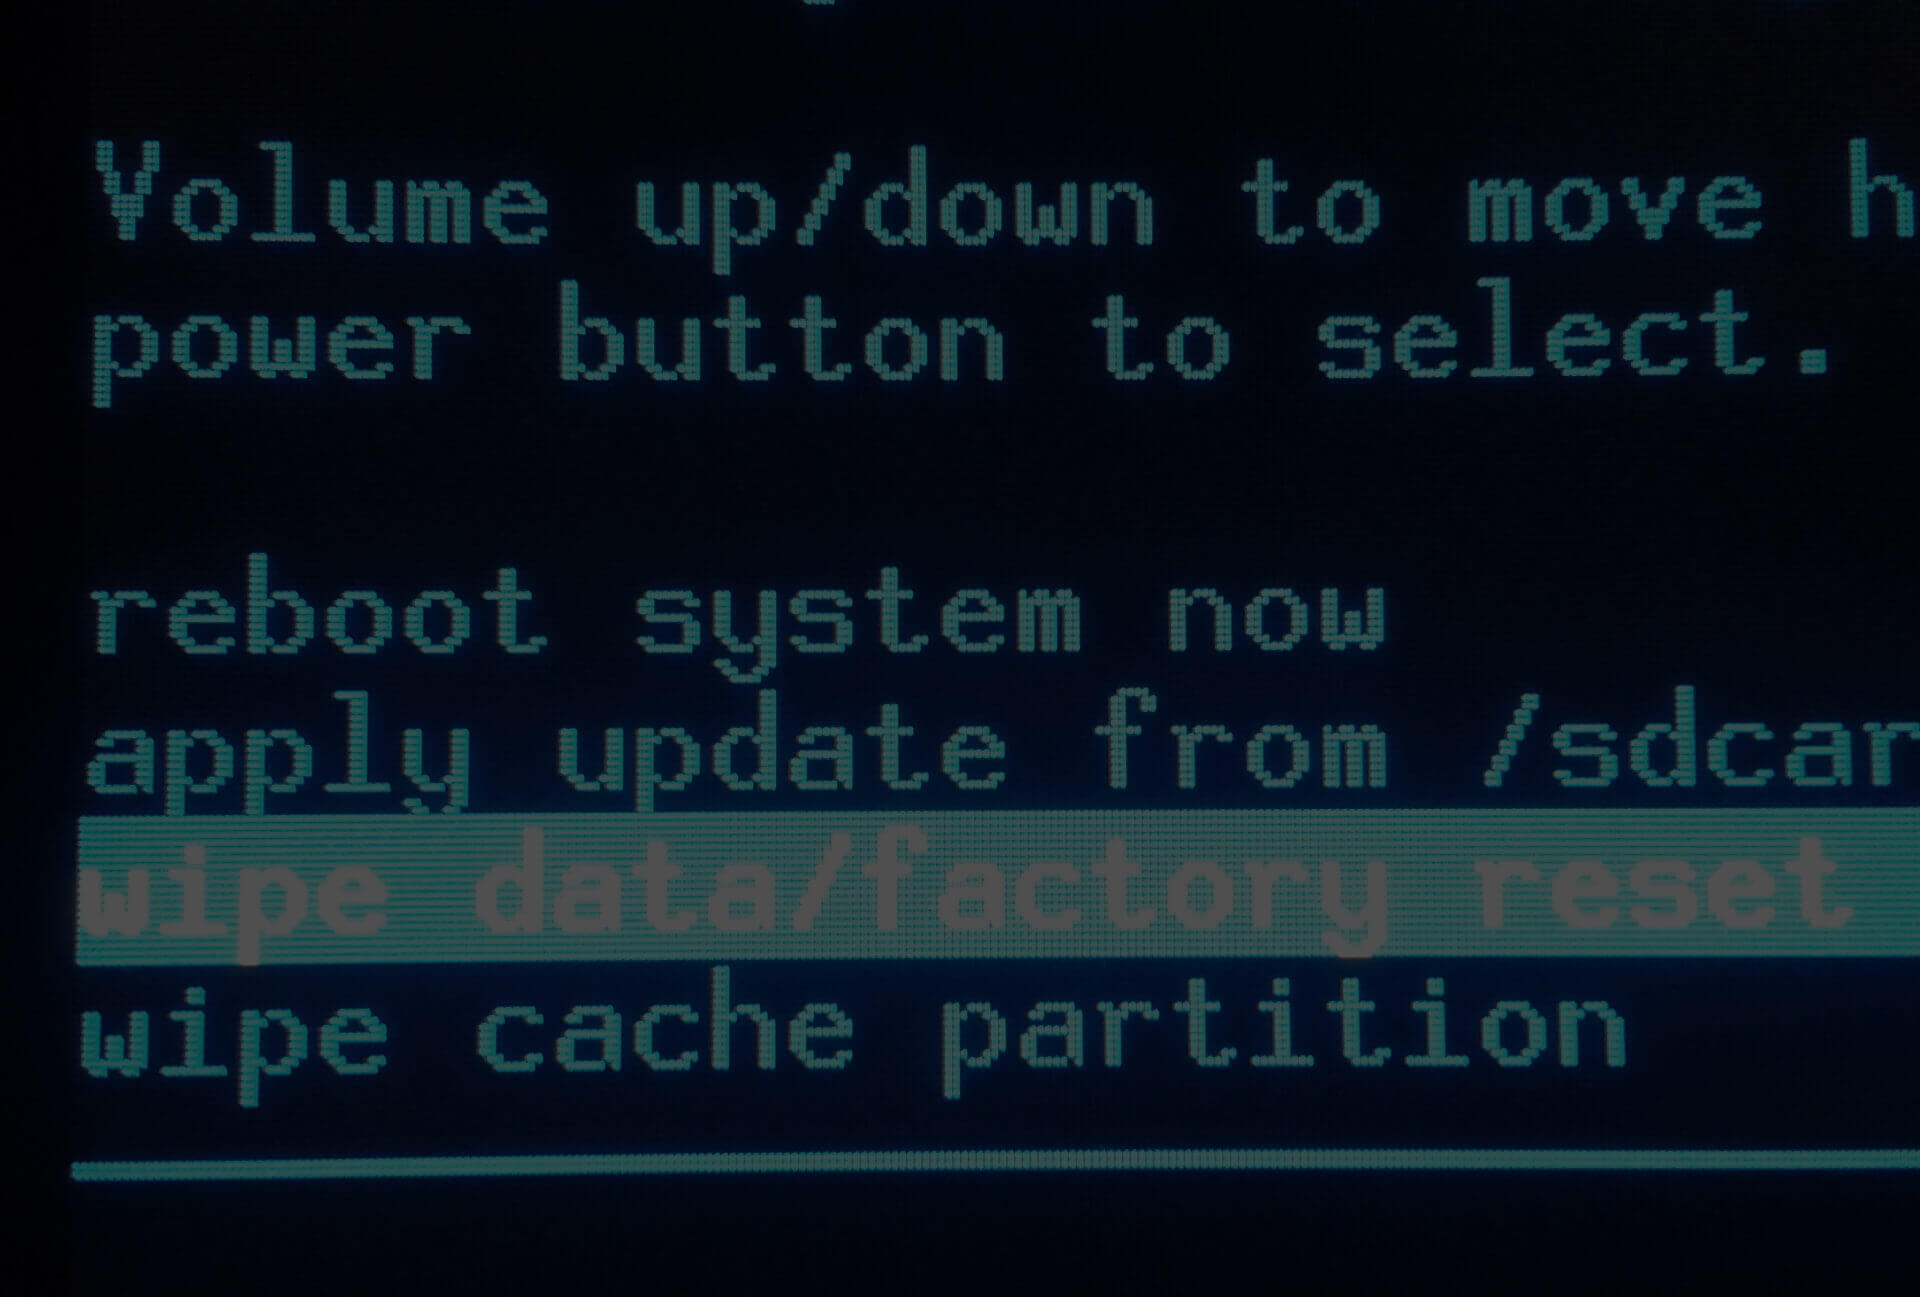 Volume up/down to move h
power button to select.
reboot system now
apply update from /sdcar
wipe data/factory reset
wipe cache partition